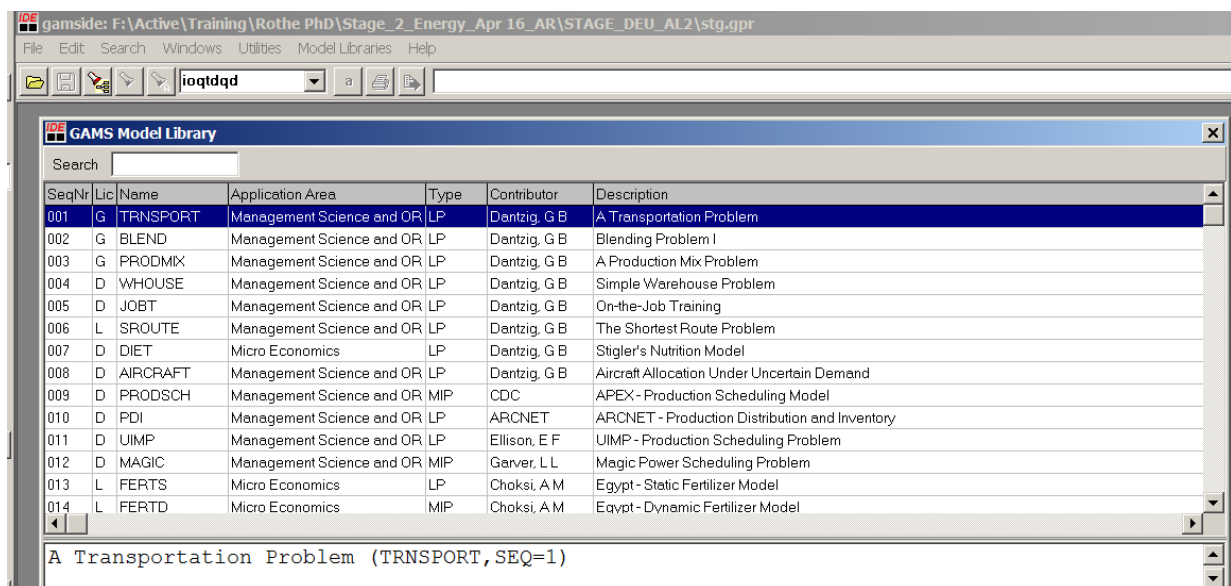 IDE gamside: F:\Active\Training\Rothe PhD\Stage_2_Energy_Apr 16_AR\STAGE_DEU_AL2\stg.gpr
File Edit Search Windows Utilities Model Libraries Help
ioqtdqd a
IDE GAMS Model Library
Search
SeqNr Lic Name Application Area Type Contributor Description
001 G TRNSPORT Management Science and OR LP Dantzig, G B A Transportation Problem
002 G BLEND Management Science and OR LP Dantzig, G B Blending Problem I
003 G PRODMIX Management Science and OR LP Dantzig, G B A Production Mix Problem
004 D WHOUSE Management Science and OR LP Dantzig, G B Simple Warehouse Problem
005 D JOBT Management Science and OR LP Dantzig, G B On-the-Job Training
006 L SROUTE Management Science and OR LP Dantzig, G B The Shortest Route Problem
007 D DIET Micro Economics LP Dantzig, G B Stigler's Nutrition Model
008 D AIRCRAFT Management Science and OR LP Dantzig, G B Aircraft Allocation Under Uncertain Demand
009 D PRODSCH Management Science and OR MIP CDC APEX - Production Scheduling Model
010 D PDI Management Science and OR LP ARCNET ARCNET - Production Distribution and Inventory
011 D UIMP Management Science and OR LP Ellison, E F UIMP - Production Scheduling Problem
012 D MAGIC Management Science and OR MIP Garver, L L Magic Power Scheduling Problem
013 L FERTS Micro Economics LP Choksi, A M Egypt - Static Fertilizer Model
014 L FERTD Micro Economics MIP Choksi, A M Egypt - Dynamic Fertilizer Model
A Transportation Problem (TRNSPORT,SEQ=1)